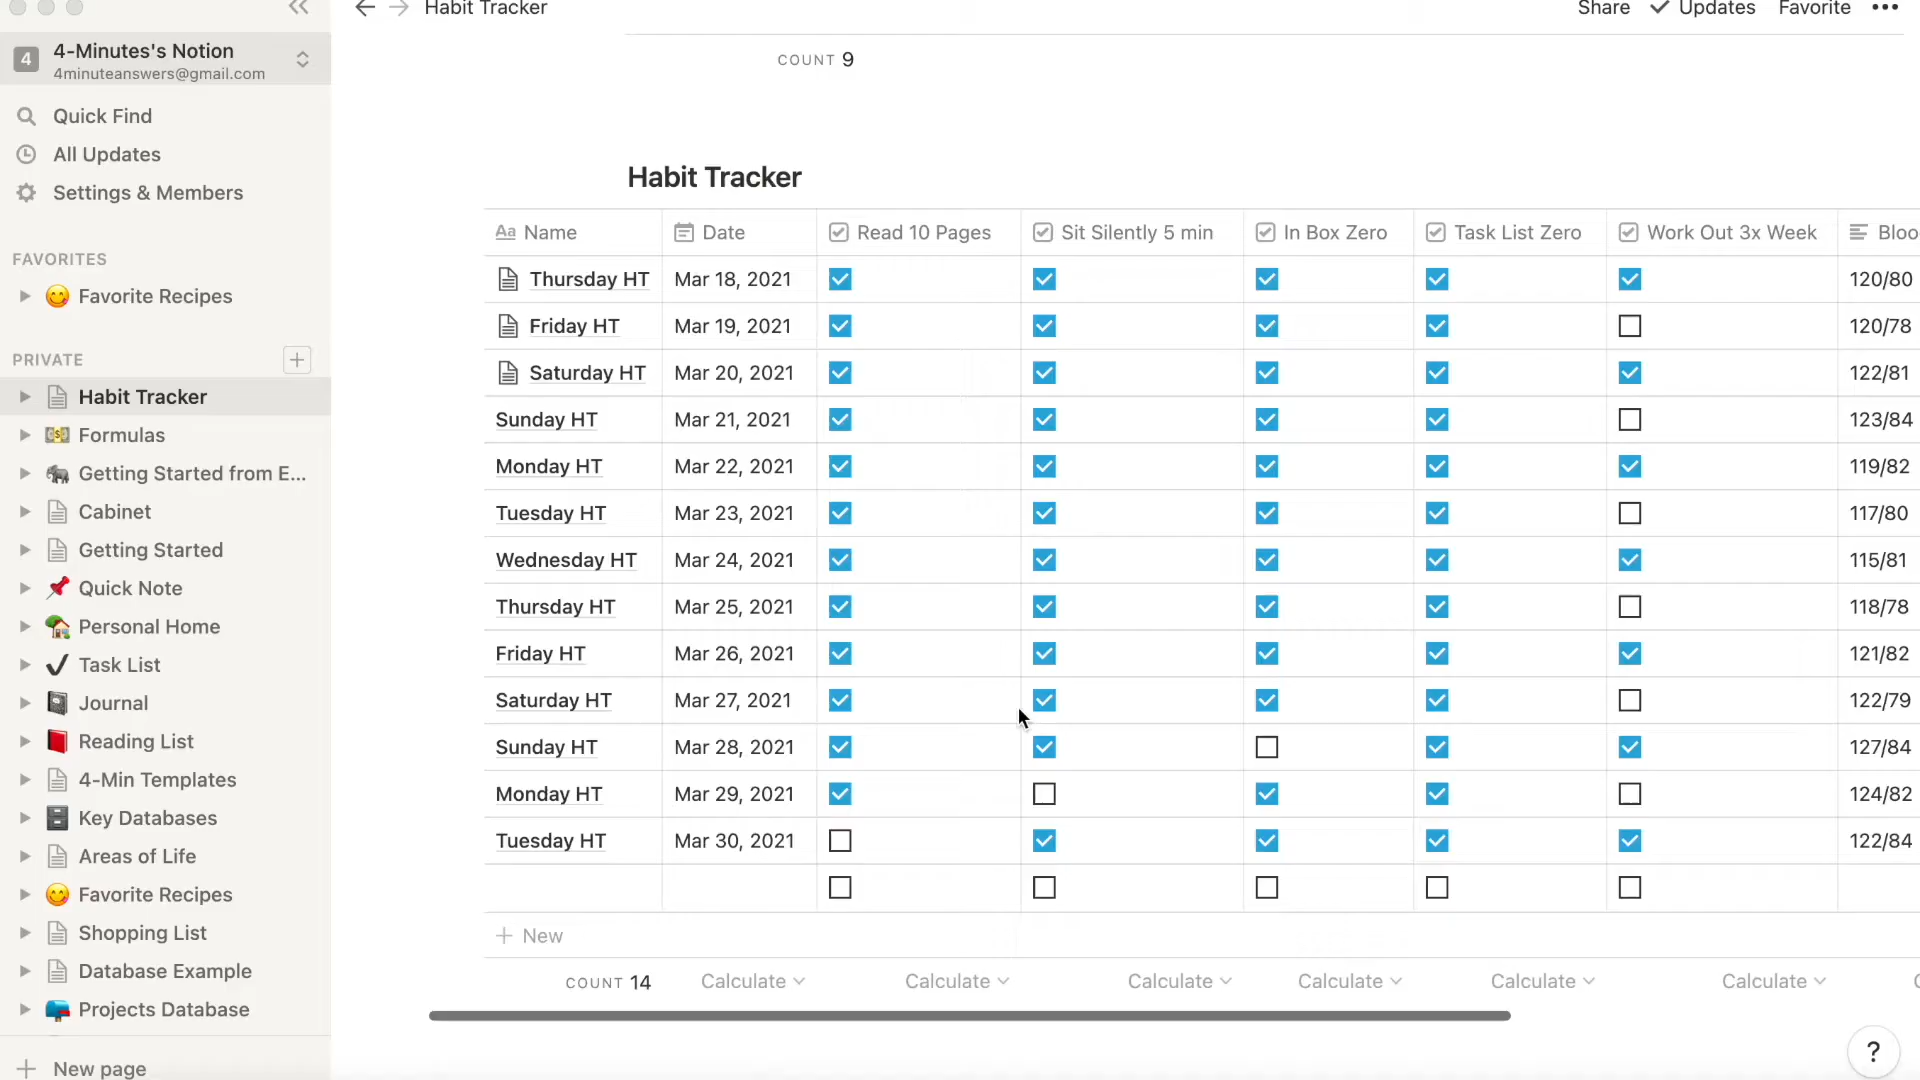 Habit Tracker
Share
Updates
Favorite
4
4-Minutes's Notion
4minuteanswers@gmail.com
Quick Find
All Updates
Settings & Members
FAVORITES
Favorite Recipes
PRIVATE
Habit Tracker
Formulas
Getting Started from E...
Cabinet
Getting Started
Quick Note
Personal Home
Task List
Journal
Reading List
4-Min Templates
Key Databases
Areas of Life
Favorite Recipes
Shopping List
Database Example
Projects Database
New page
COUNT 9
Habit Tracker
Aa Name Date Read 10 Pages Sit Silently 5 min In Box Zero Task List Zero Work Out 3x Week Bloo
Thursday HT Mar 18, 2021 120/80
Friday HT Mar 19, 2021 120/78
Saturday HT Mar 20, 2021 122/81
Sunday HT Mar 21, 2021 123/84
Monday HT Mar 22, 2021 119/82
Tuesday HT Mar 23, 2021 117/80
Wednesday HT Mar 24, 2021 115/81
Thursday HT Mar 25, 2021 118/78
Friday HT Mar 26, 2021 121/82
Saturday HT Mar 27, 2021 122/79
Sunday HT Mar 28, 2021 127/84
Monday HT Mar 29, 2021 124/82
Tuesday HT Mar 30, 2021 122/84
+ New
COUNT 14 Calculate Calculate Calculate Calculate Calculate Calculate
?